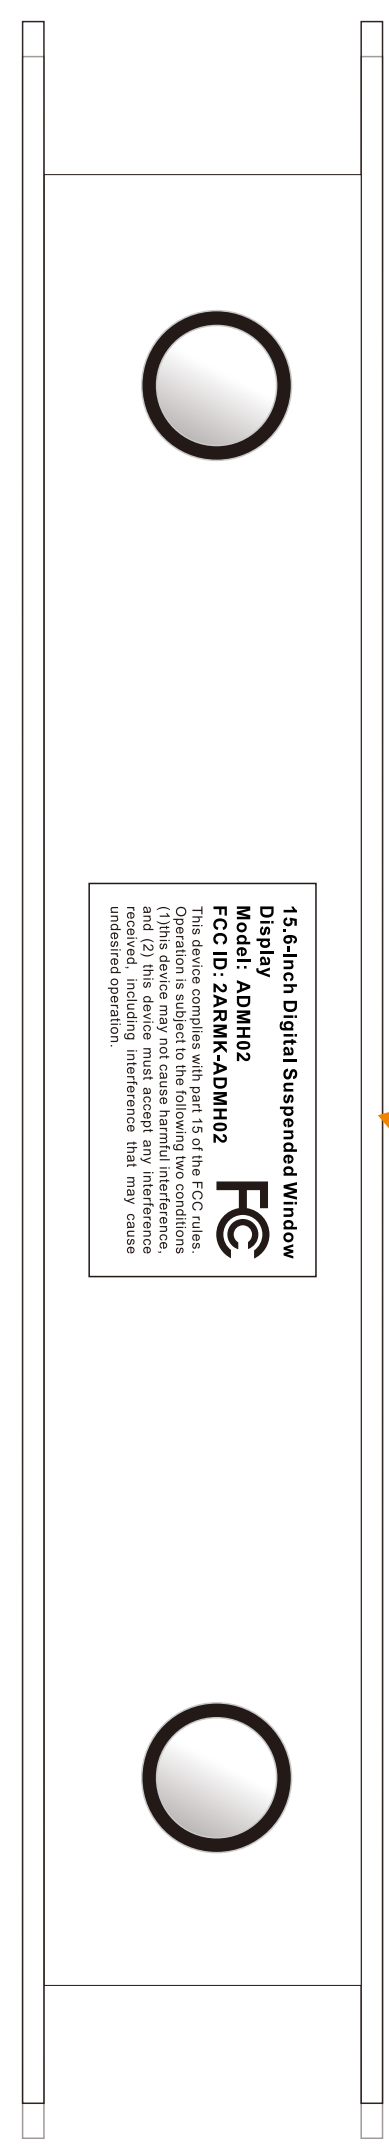 15.6-Inch Digital Suspended Window
Display
Model: ADMH02
FCC ID: 2ARMK-ADMH02
FC
This device complies with part 15 of the FCC rules.
Operation is subject to the following two conditions
(1)this device may not cause harmful interference,
and (2) this device must accept any interference
received, including interference that may cause
undesired operation.